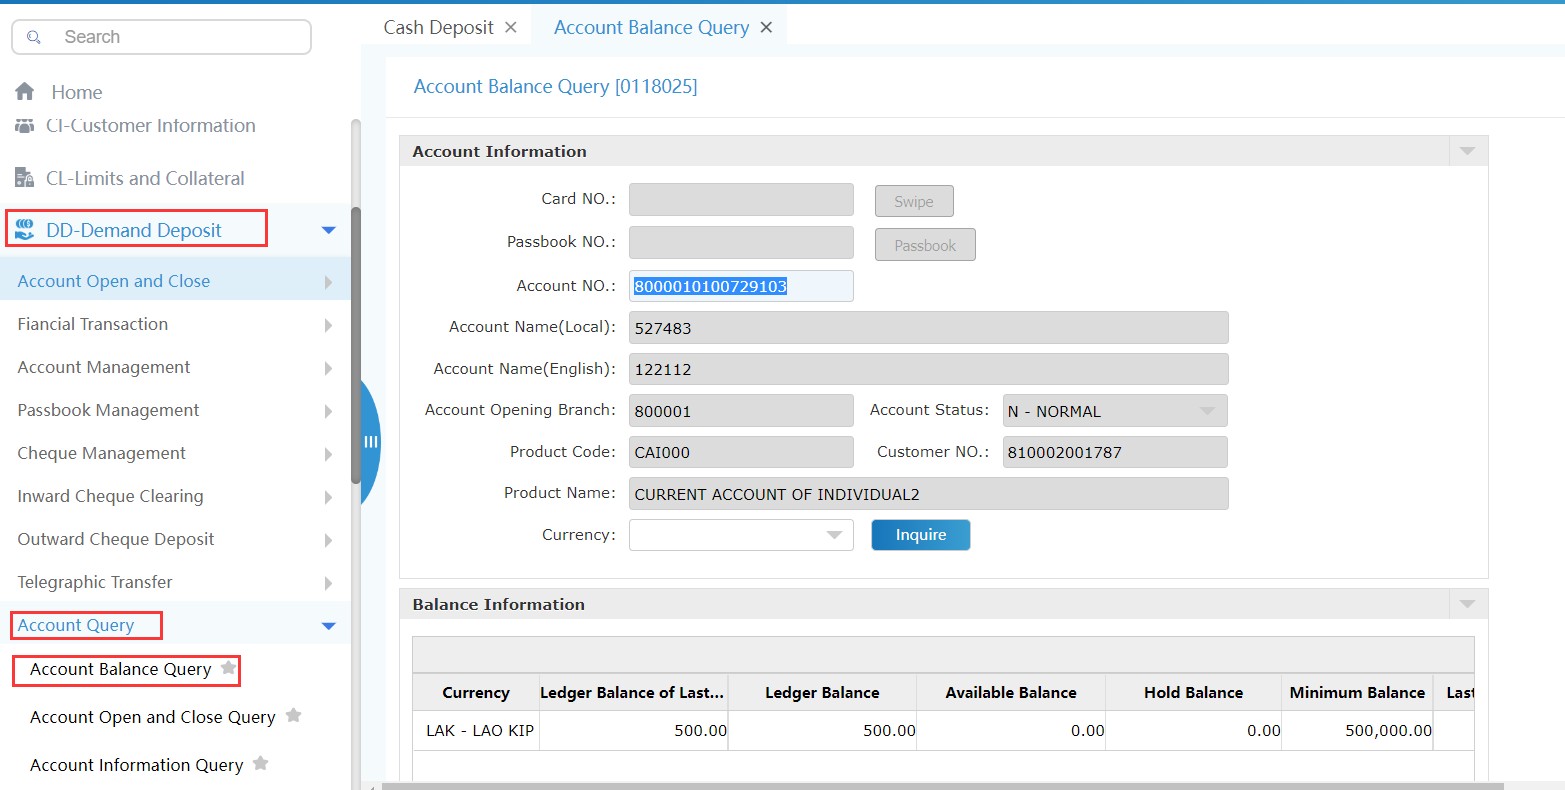 Search
Home
CI-Customer Information
CL-Limits and Collateral
DD-Demand Deposit
Account Open and Close
Fiancial Transaction
Account Management
Passbook Management
Cheque Management
Inward Cheque Clearing
Outward Cheque Deposit
Telegraphic Transfer
Account Query
Account Balance Query
Account Open and Close Query
Account Information Query
Cash Deposit Account Balance Query
Account Balance Query [0118025]
Account Information
Card NO.: Swipe
Passbook NO.: Passbook
Account NO.: 8000010100729103
Account Name(Local): 527483
Account Name(English): 122112
Account Opening Branch: 800001 Account Status: N - NORMAL
Product Code: CAI000 Customer NO.: 810002001787
Product Name: CURRENT ACCOUNT OF INDIVIDUAL2
Currency: Inquire
Balance Information
Currency Ledger Balance of Last... Ledger Balance Available Balance Hold Balance Minimum Balance Last
LAK - LAO KIP 500.00 500.00 0.00 0.00 500,000.00